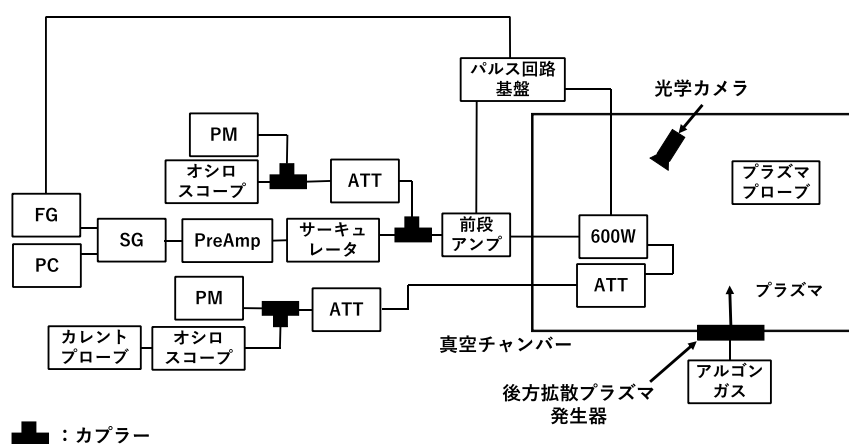 パルス回路
基盤
光学カメラ
PM
オシロ
スコープ
ATT
プラズマ
プローブ
FG
SG
PreAmp
サーキュ
レータ
前段
アンプ
600W
PC
ATT
PM
ATT
プラズマ
カレント
プローブ
オシロ
スコープ
真空チャンバー
アルゴン
ガス
後方拡散プラズマ
発生器
：カプラー